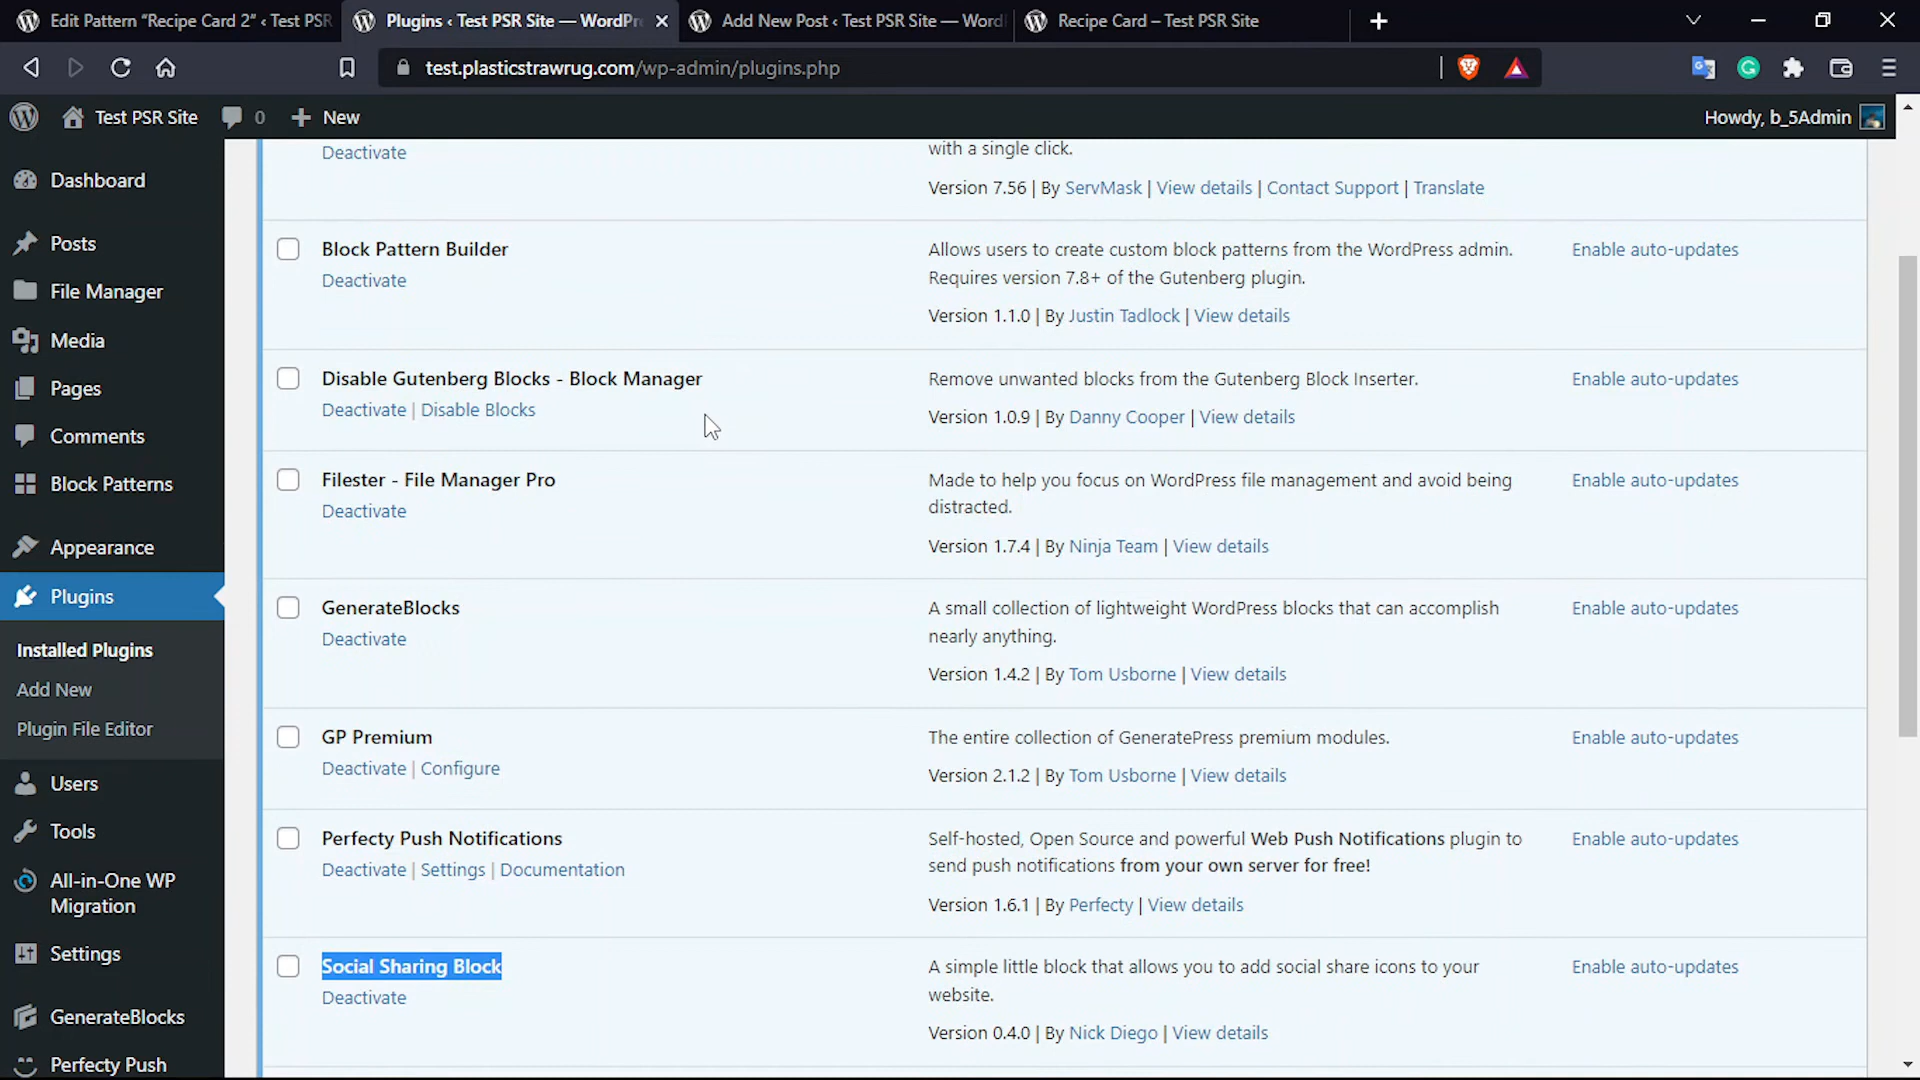 Edit Pattern “Recipe Card 2” ‹ Test PSR
Plugins ‹ Test PSR Site — WordPr
Add New Post ‹ Test PSR Site — Word
Recipe Card – Test PSR Site
test.plasticstrawrug.com/wp-admin/plugins.php
Test PSR Site
0
New
Howdy, b_5Admin
Dashboard
Posts
File Manager
Media
Pages
Comments
Block Patterns
Appearance
Plugins
Installed Plugins
Add New
Plugin File Editor
Users
Tools
All-in-One WP
Migration
Settings
GenerateBlocks
Perfecty Push
Deactivate
with a single click.
Version 7.56 | By ServMask | View details | Contact Support | Translate
Block Pattern Builder
Deactivate
Allows users to create custom block patterns from the WordPress admin.
Requires version 7.8+ of the Gutenberg plugin.
Version 1.1.0 | By Justin Tadlock | View details
Enable auto-updates
Disable Gutenberg Blocks - Block Manager
Deactivate | Disable Blocks
Remove unwanted blocks from the Gutenberg Block Inserter.
Version 1.0.9 | By Danny Cooper | View details
Enable auto-updates
Filester - File Manager Pro
Deactivate
Made to help you focus on WordPress file management and avoid being
distracted.
Version 1.7.4 | By Ninja Team | View details
Enable auto-updates
GenerateBlocks
Deactivate
A small collection of lightweight WordPress blocks that can accomplish
nearly anything.
Version 1.4.2 | By Tom Usborne | View details
Enable auto-updates
GP Premium
Deactivate | Configure
The entire collection of GeneratePress premium modules.
Version 2.1.2 | By Tom Usborne | View details
Enable auto-updates
Perfecty Push Notifications
Deactivate | Settings | Documentation
Self-hosted, Open Source and powerful Web Push Notifications plugin to
send push notifications from your own server for free!
Version 1.6.1 | By Perfecty | View details
Enable auto-updates
Social Sharing Block
Deactivate
A simple little block that allows you to add social share icons to your
website.
Version 0.4.0 | By Nick Diego | View details
Enable auto-updates